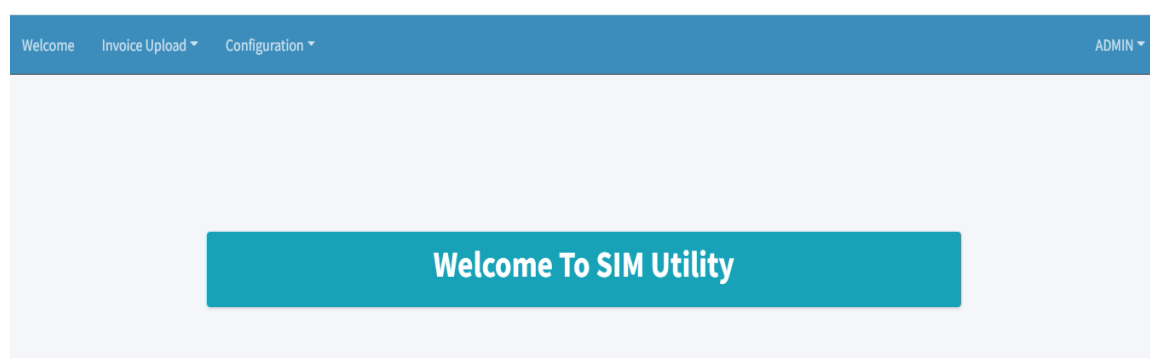 Welcome Invoice Upload Configuration ADMIN
Welcome To SIM Utility